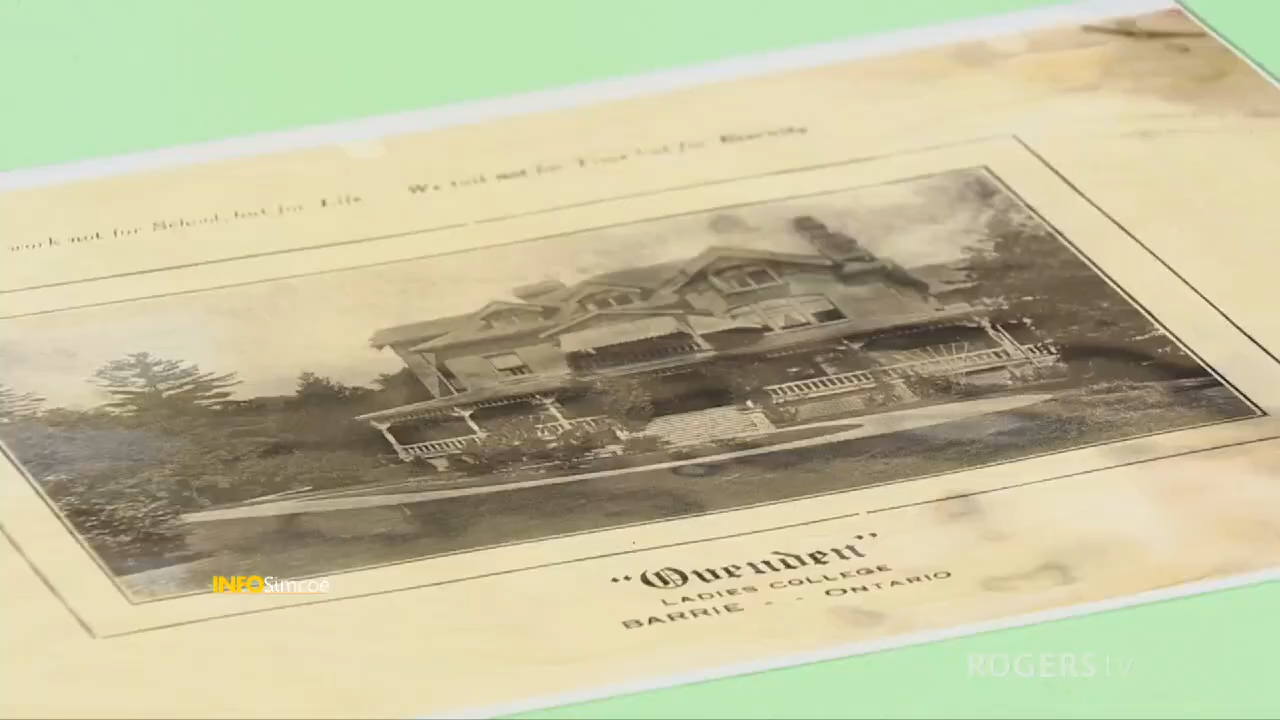 work not for School, but for Life We toil not for Time but for Eternity
"Ovenden"
LADIES COLLEGE
BARRIE - - ONTARIO
INFOSimcoe
ROGERS tv